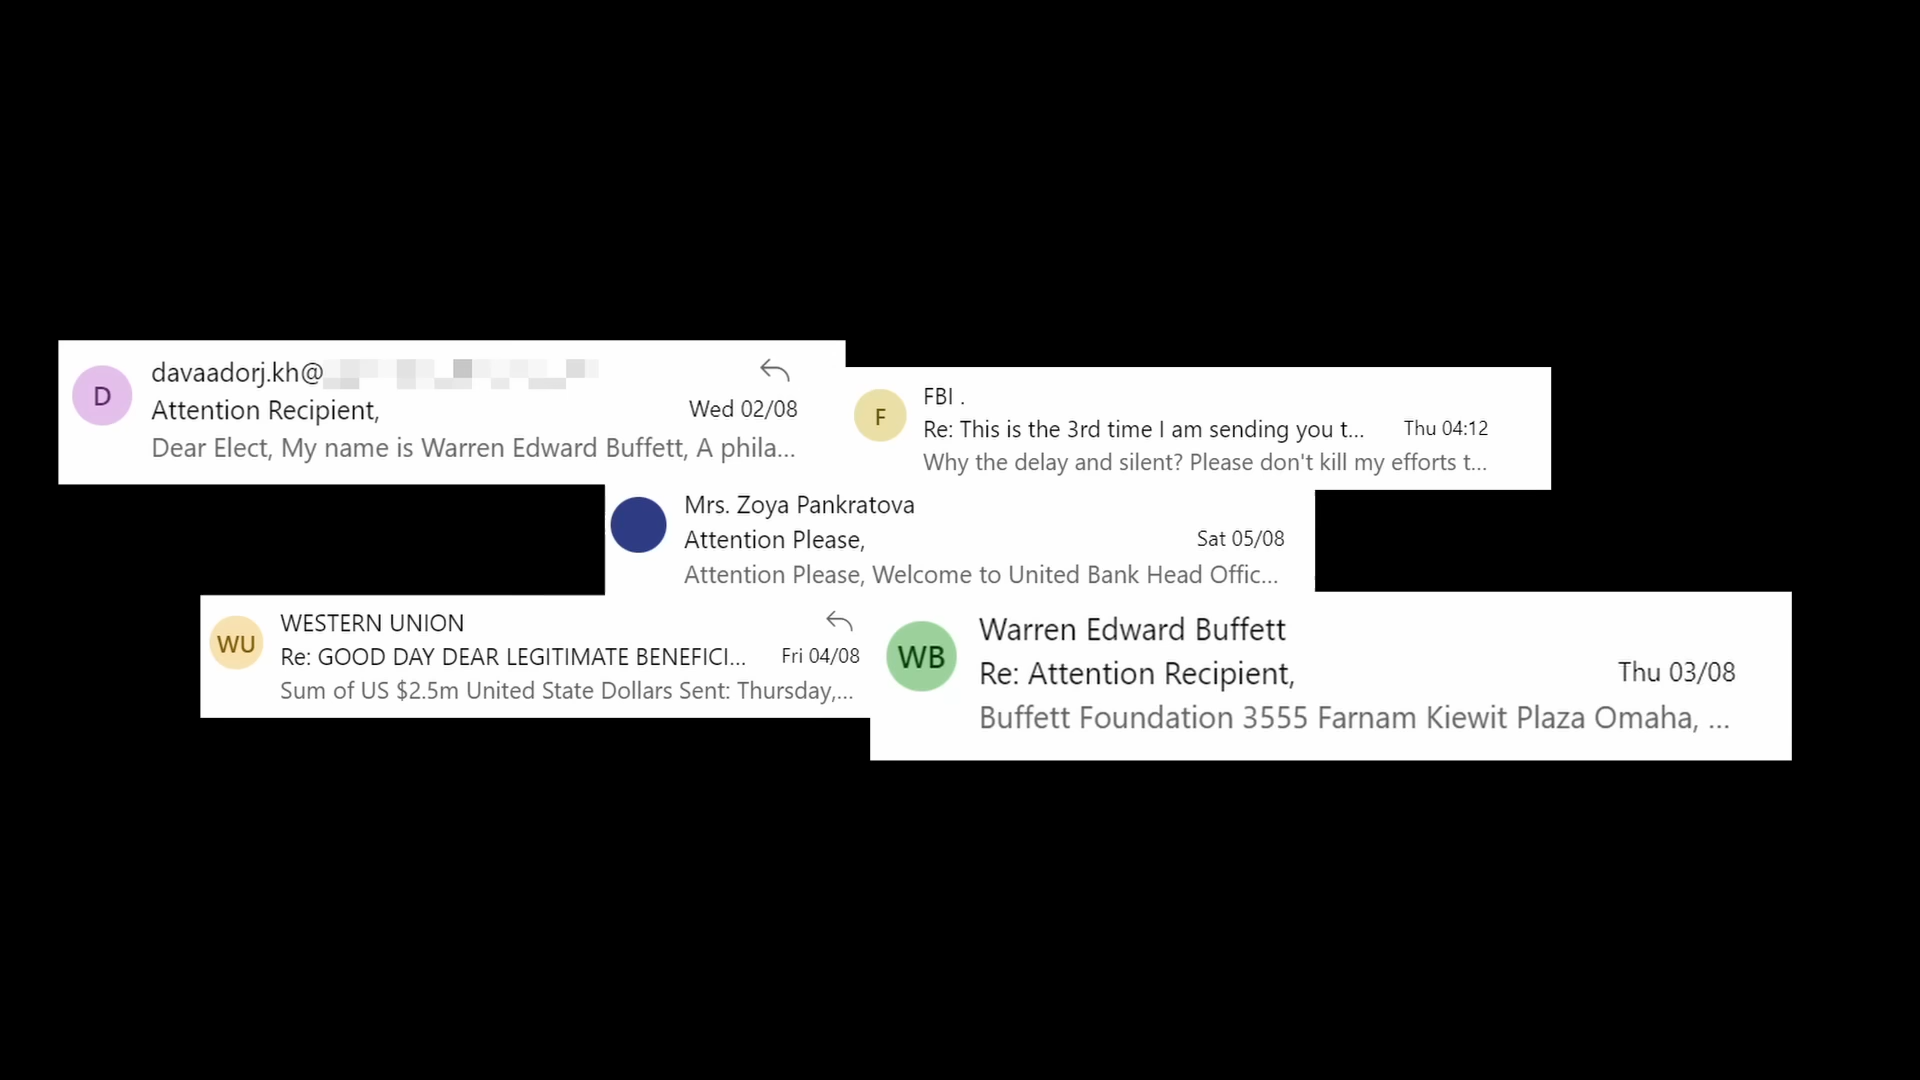 D
davaadorj.kh@
Attention Recipient,
Wed 02/08
Dear Elect, My name is Warren Edward Buffett, A phila...
F
FBI .
Re: This is the 3rd time I am sending you t...
Thu 04:12
Why the delay and silent? Please don't kill my efforts t...
Mrs. Zoya Pankratova
Attention Please,
Sat 05/08
Attention Please, Welcome to United Bank Head Offic...
WU
WESTERN UNION
Re: GOOD DAY DEAR LEGITIMATE BENEFICI...
Fri 04/08
Sum of US $2.5m United State Dollars Sent: Thursday,...
WB
Warren Edward Buffett
Re: Attention Recipient,
Thu 03/08
Buffett Foundation 3555 Farnam Kiewit Plaza Omaha, ...